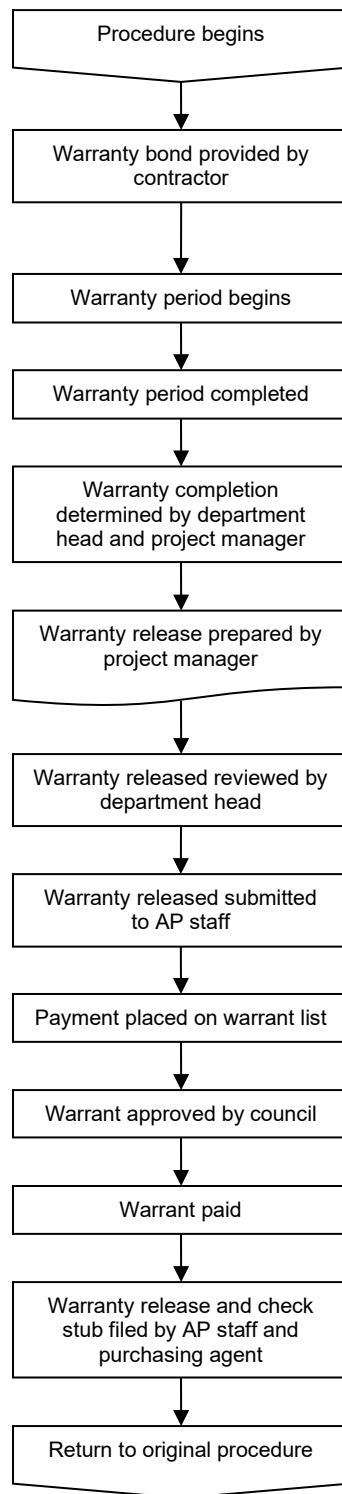 Procedure begins
Warranty bond provided by
contractor
Warranty period begins
Warranty period completed
Warranty completion
determined by department
head and project manager
Warranty release prepared by
project manager
Warranty released reviewed by
department head
Warranty released submitted
to AP staff
Payment placed on warrant list
Warrant approved by council
Warrant paid
Warranty release and check
stub filed by AP staff and
purchasing agent
Return to original procedure